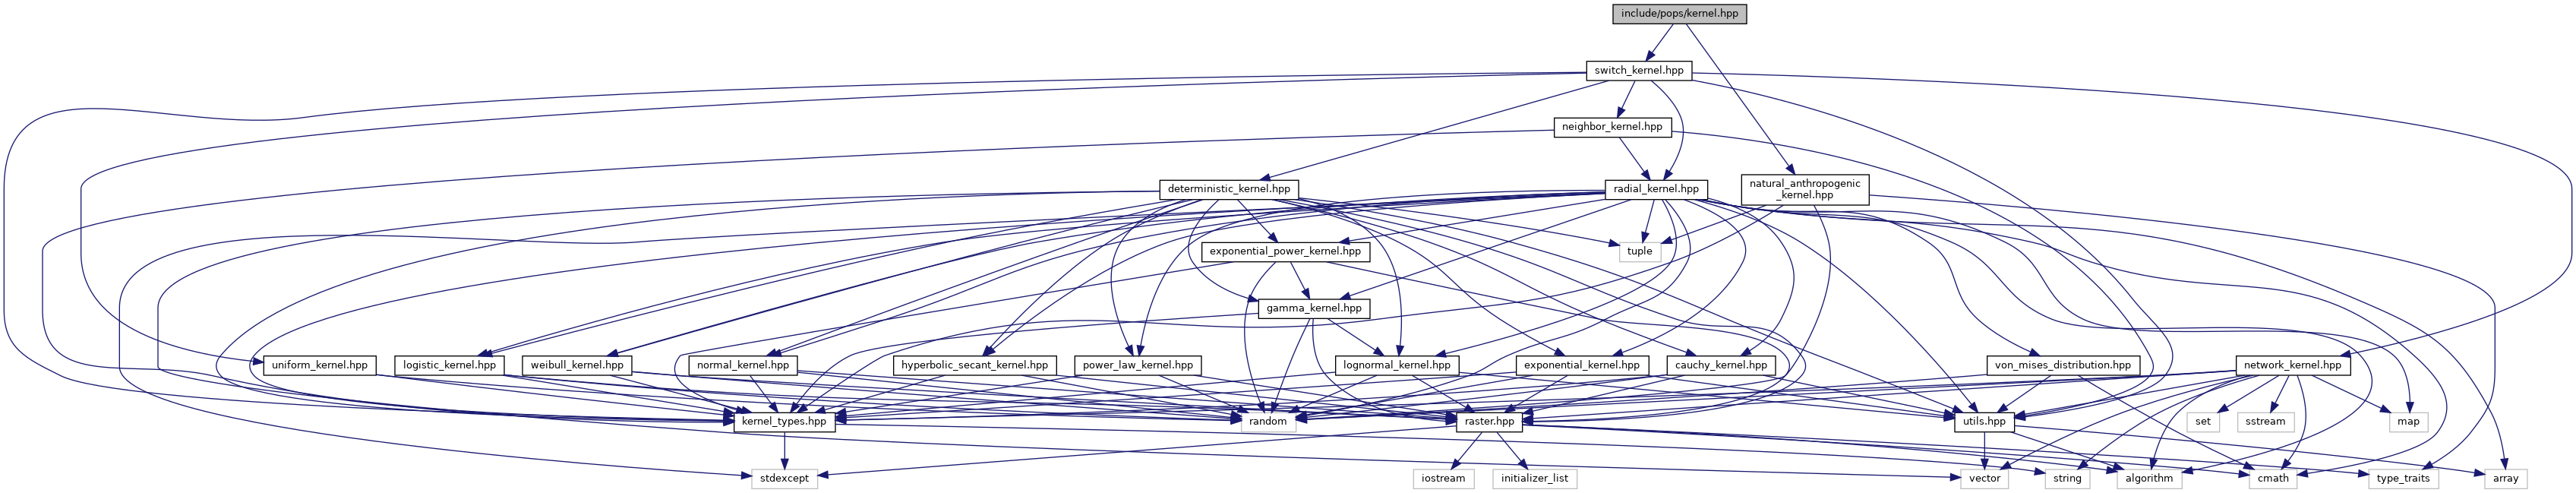 include/pops/kernel.hpp
switch_kernel.hpp
neighbor_kernel.hpp
deterministic_kernel.hpp
radial_kernel.hpp
natural_anthropogenic
_kernel.hpp
exponential_power_kernel.hpp
tuple
gamma_kernel.hpp
uniform_kernel.hpp
logistic_kernel.hpp
weibull_kernel.hpp
normal_kernel.hpp
hyperbolic_secant_kernel.hpp
power_law_kernel.hpp
lognormal_kernel.hpp
exponential_kernel.hpp
cauchy_kernel.hpp
von_mises_distribution.hpp
network_kernel.hpp
kernel_types.hpp
random
raster.hpp
utils.hpp
set
sstream
map
stdexcept
iostream
initializer_list
vector
string
algorithm
cmath
type_traits
array